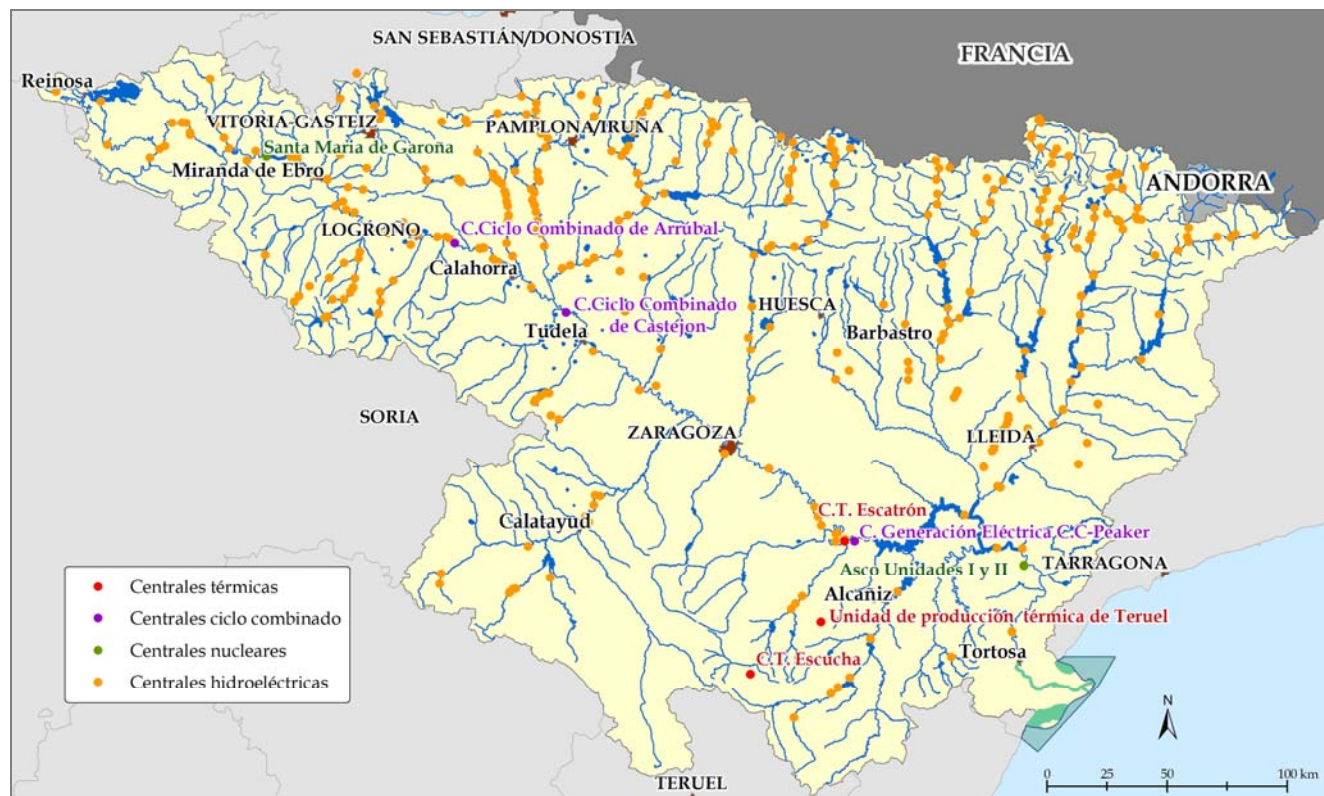 SAN SEBASTIÁN/DONOSTIA
FRANCIA
Reinosa
VITORIA-GASTEIZ
PAMPLONA/IRUÑA
Santa Maria de Garoña
Miranda de Ebro
ANDORRA
LOGROÑO
C.Ciclo Combinado de Arrúbal
Calahorra
C.Ciclo Combinado
de Castejon
HUESCA
Tudela
Barbastro
SORIA
ZARAGOZA
LLEIDA
C.T. Escatrón
Calatayud
C. Generación Eléctrica C.C-Peaker
Asco Unidades I y II
TARRAGONA
Alcañiz
Unidad de producción térmica de Teruel
C.T. Escucha
Tortosa
TERUEL
Centrales térmicas
Centrales ciclo combinado
Centrales nucleares
Centrales hidroeléctricas
N
0 25 50 100 km